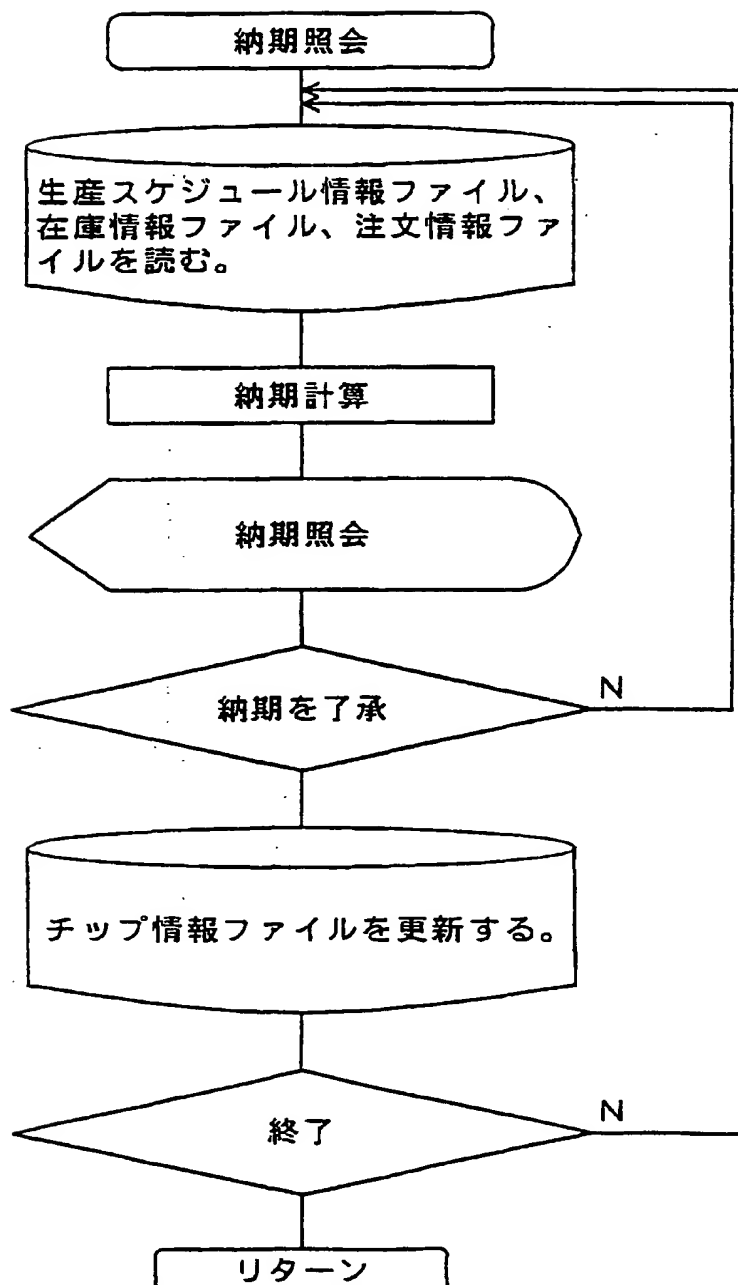 納期照会
生産スケジュール情報ファイル、
在庫情報ファイル、注文情報ファ
イルを読む。
納期計算
納期照会
納期を了承
N
チップ情報ファイルを更新する。
終了
N
リターン